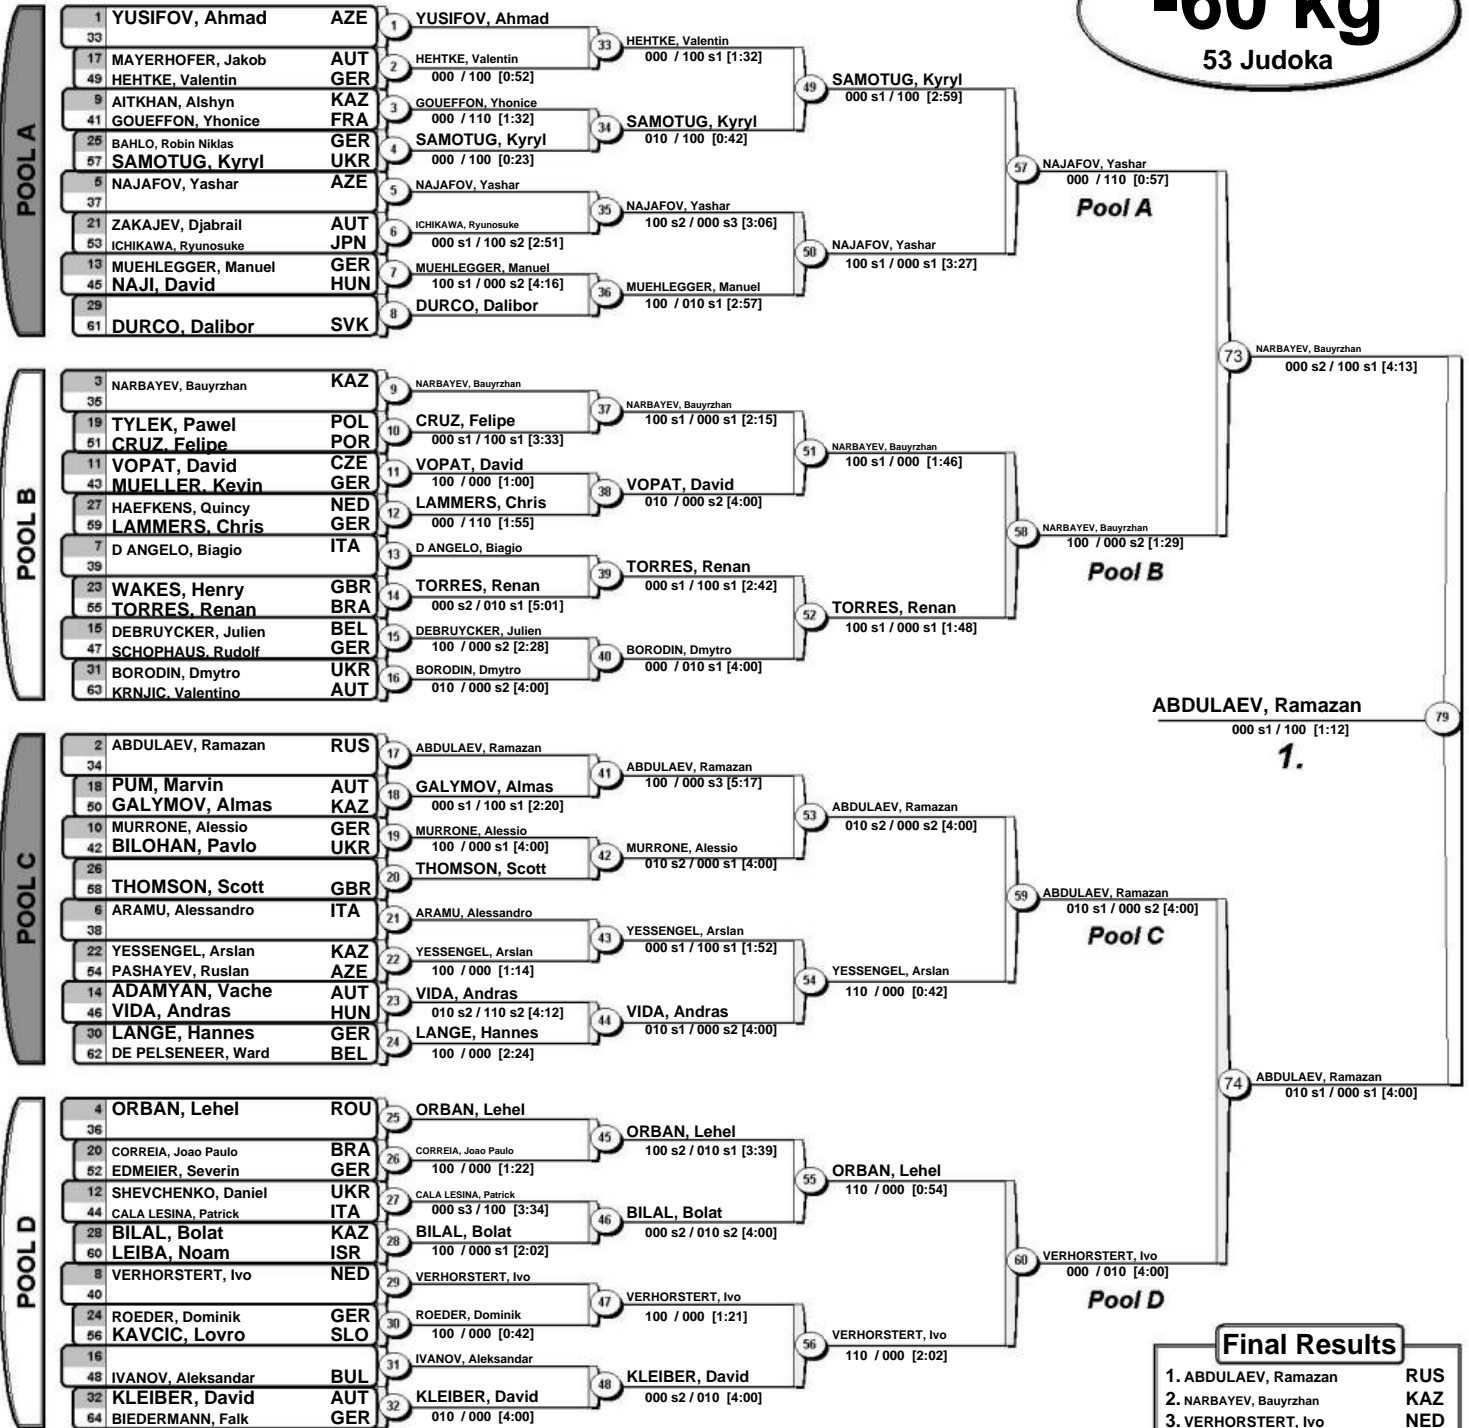 -60 kg
53 Judoka
POOL A
1 YUSIFOV, Ahmad AZE
33
17 MAYERHOFER, Jakob AUT
49 HEHTKE, Valentin GER
9 AITKHAN, Alshyn KAZ
41 GOUEFFON, Yhonice FRA
25 BAHLO, Robin Niklas GER
57 SAMOTUG, Kyryl UKR
5 NAJAFOV, Yashar AZE
37
21 ZAKAJEV, Djabrail AUT
53 ICHIKAWA, Ryunosuke JPN
13 MUEHLEGGER, Manuel GER
45 NAJI, David HUN
29
61 DURCO, Dalibor SVK
1 YUSIFOV, Ahmad
2 HEHTKE, Valentin
000 / 100 [0:52]
3 GOUEFFON, Yhonice
000 / 110 [1:32]
4 SAMOTUG, Kyryl
000 / 100 [0:23]
5 NAJAFOV, Yashar
6 ICHIKAWA, Ryunosuke
000 s1 / 100 s2 [2:51]
7 MUEHLEGGER, Manuel
100 s1 / 000 s2 [4:16]
8 DURCO, Dalibor
33 HEHTKE, Valentin
000 / 100 s1 [1:32]
34 SAMOTUG, Kyryl
010 / 100 [0:42]
35 NAJAFOV, Yashar
100 s2 / 000 s3 [3:06]
36 MUEHLEGGER, Manuel
100 / 010 s1 [2:57]
49 SAMOTUG, Kyryl
000 s1 / 100 [2:59]
50 NAJAFOV, Yashar
100 s1 / 000 s1 [3:27]
57 NAJAFOV, Yashar
000 / 110 [0:57]
Pool A
POOL B
3 NARBAYEV, Bauyrzhan KAZ
35
19 TYLEK, Pawel POL
51 CRUZ, Felipe POR
11 VOPAT, David CZE
43 MUELLER, Kevin GER
27 HAEFKENS, Quincy NED
59 LAMMERS, Chris GER
7 D ANGELO, Biagio ITA
39
23 WAKES, Henry GBR
55 TORRES, Renan BRA
15 DEBRUYCKER, Julien BEL
47 SCHOPHAUS, Rudolf GER
31 BORODIN, Dmytro UKR
63 KRNJIC, Valentino AUT
9 NARBAYEV, Bauyrzhan
10 CRUZ, Felipe
000 s1 / 100 s1 [3:33]
11 VOPAT, David
100 / 000 [1:00]
12 LAMMERS, Chris
000 / 110 [1:55]
13 D ANGELO, Biagio
14 TORRES, Renan
000 s2 / 010 s1 [5:01]
15 DEBRUYCKER, Julien
100 / 000 s2 [2:28]
16 BORODIN, Dmytro
010 / 000 s2 [4:00]
37 NARBAYEV, Bauyrzhan
100 s1 / 000 s1 [2:15]
38 VOPAT, David
010 / 000 s2 [4:00]
39 TORRES, Renan
000 s1 / 100 s1 [2:42]
40 BORODIN, Dmytro
000 / 010 s1 [4:00]
51 NARBAYEV, Bauyrzhan
100 s1 / 000 [1:46]
52 TORRES, Renan
100 s1 / 000 s1 [1:48]
58 NARBAYEV, Bauyrzhan
100 / 000 s2 [1:29]
Pool B
73 NARBAYEV, Bauyrzhan
000 s2 / 100 s1 [4:13]
ABDULAEV, Ramazan 79
000 s1 / 100 [1:12]
1.
POOL C
2 ABDULAEV, Ramazan RUS
34
18 PUM, Marvin AUT
50 GALYMOV, Almas KAZ
10 MURRONE, Alessio GER
42 BILOHAN, Pavlo UKR
26
58 THOMSON, Scott GBR
6 ARAMU, Alessandro ITA
38
22 YESSENGEL, Arslan KAZ
54 PASHAYEV, Ruslan AZE
14 ADAMYAN, Vache AUT
46 VIDA, Andras HUN
30 LANGE, Hannes GER
62 DE PELSENEER, Ward BEL
17 ABDULAEV, Ramazan
18 GALYMOV, Almas
000 s1 / 100 s1 [2:20]
19 MURRONE, Alessio
100 / 000 s1 [4:00]
20 THOMSON, Scott
21 ARAMU, Alessandro
22 YESSENGEL, Arslan
100 / 000 [1:14]
23 VIDA, Andras
010 s2 / 110 s2 [4:12]
24 LANGE, Hannes
100 / 000 [2:24]
41 ABDULAEV, Ramazan
100 / 000 s3 [5:17]
42 MURRONE, Alessio
010 s2 / 000 s1 [4:00]
43 YESSENGEL, Arslan
000 s1 / 100 s1 [1:52]
44 VIDA, Andras
010 s1 / 000 s2 [4:00]
53 ABDULAEV, Ramazan
010 s2 / 000 s2 [4:00]
54 YESSENGEL, Arslan
110 / 000 [0:42]
59 ABDULAEV, Ramazan
010 s1 / 000 s2 [4:00]
Pool C
74 ABDULAEV, Ramazan
010 s1 / 000 s1 [4:00]
POOL D
4 ORBAN, Lehel ROU
36
20 CORREIA, Joao Paulo BRA
52 EDMEIER, Severin GER
12 SHEVCHENKO, Daniel UKR
44 CALA LESINA, Patrick ITA
28 BILAL, Bolat KAZ
60 LEIBA, Noam ISR
8 VERHORSTERT, Ivo NED
40
24 ROEDER, Dominik GER
56 KAVCIC, Lovro SLO
16
48 IVANOV, Aleksandar BUL
32 KLEIBER, David AUT
64 BIEDERMANN, Falk GER
25 ORBAN, Lehel
26 CORREIA, Joao Paulo
100 / 000 [1:22]
27 CALA LESINA, Patrick
000 s3 / 100 [3:34]
28 BILAL, Bolat
100 / 000 s1 [2:02]
29 VERHORSTERT, Ivo
30 ROEDER, Dominik
100 / 000 [0:42]
31 IVANOV, Aleksandar
32 KLEIBER, David
010 / 000 [4:00]
45 ORBAN, Lehel
100 s2 / 010 s1 [3:39]
46 BILAL, Bolat
000 s2 / 010 s2 [4:00]
47 VERHORSTERT, Ivo
100 / 000 [1:21]
48 KLEIBER, David
000 s2 / 010 [4:00]
55 ORBAN, Lehel
110 / 000 [0:54]
56 VERHORSTERT, Ivo
110 / 000 [2:02]
60 VERHORSTERT, Ivo
000 / 010 [4:00]
Pool D
Final Results
1. ABDULAEV, Ramazan RUS
2. NARBAYEV, Bauyrzhan KAZ
3. VERHORSTERT, Ivo NED